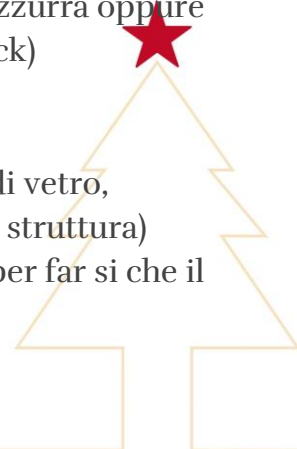 zzurra oppure
ck)
di vetro,
struttura)
per far si che il